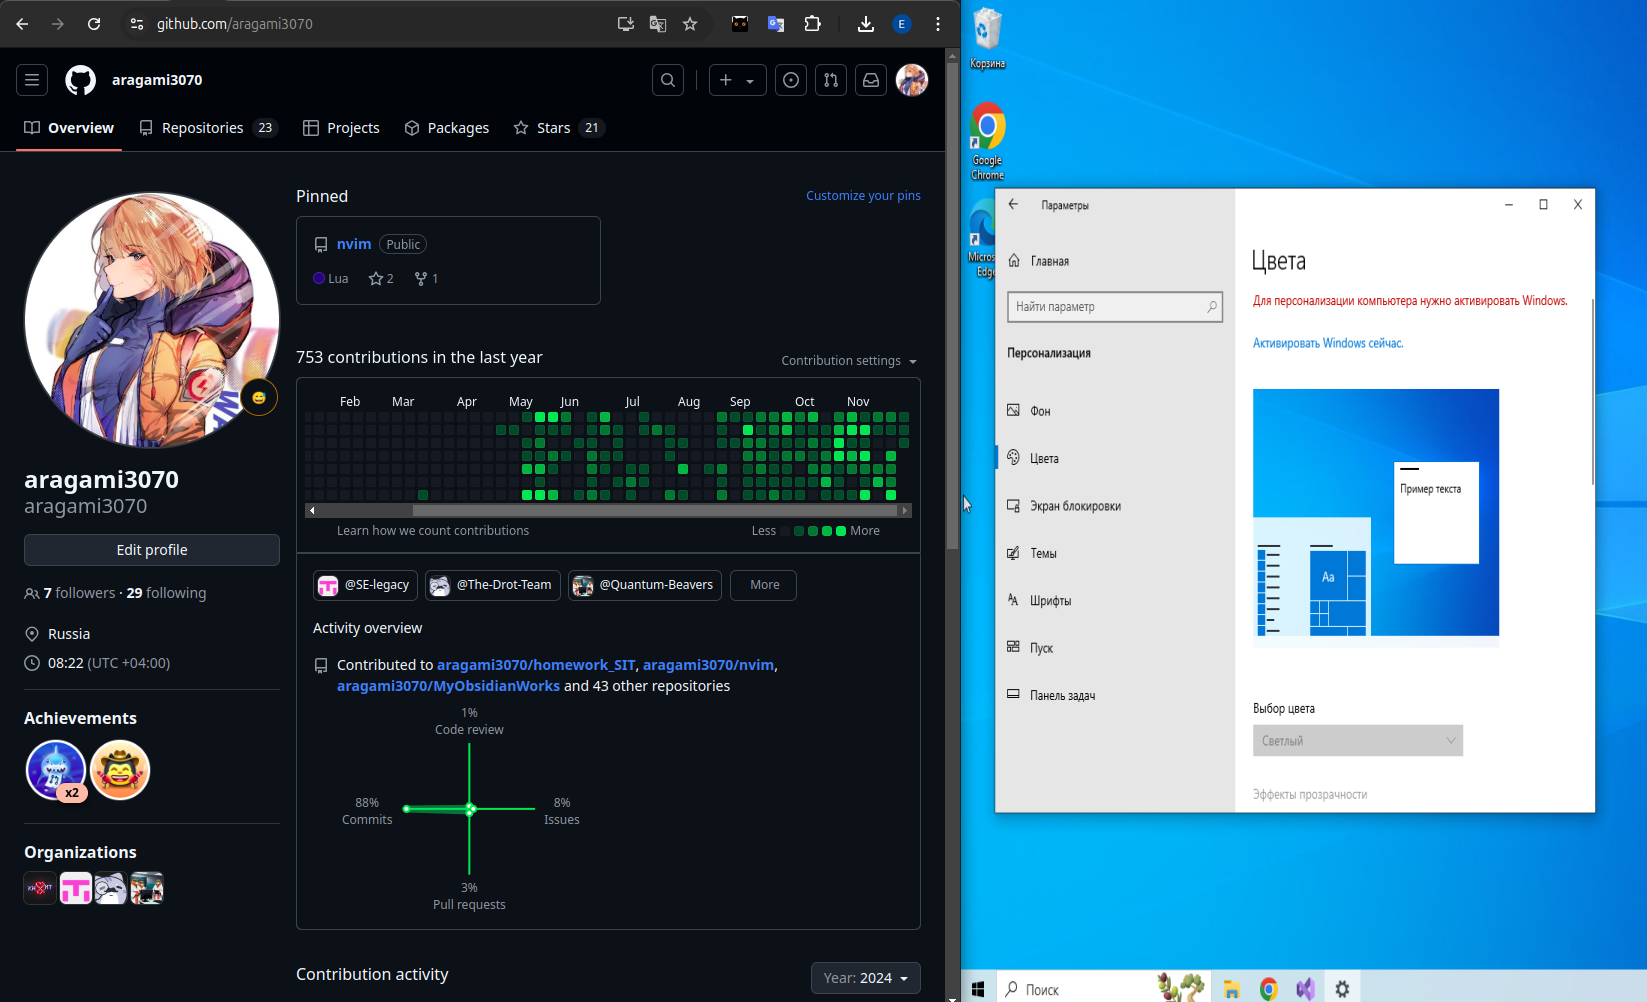 github.com/aragami3070
E
aragami3070
Overview
Repositories 23
Projects
Packages
Stars 21
aragami3070
aragami3070
Edit profile
7 followers · 29 following
Russia
08:22 (UTC +04:00)
Achievements
x2
Organizations
Pinned
Customize your pins
nvim Public
Lua 2 1
753 contributions in the last year
Contribution settings
Feb Mar Apr May Jun Jul Aug Sep Oct Nov
Learn how we count contributions
Less More
@SE-legacy @The-Drot-Team @Quantum-Beavers More
Activity overview
Contributed to aragami3070/homework_SIT, aragami3070/nvim,
aragami3070/MyObsidianWorks and 43 other repositories
1%
Code review
88%
Commits
8%
Issues
3%
Pull requests
Contribution activity
Year: 2024
Корзина
Google
Chrome
Micros
Edge
Параметры
Главная
Найти параметр
Персонализация
Фон
Цвета
Экран блокировки
Темы
Шрифты
Пуск
Панель задач
Цвета
Для персонализации компьютера нужно активировать Windows.
Активировать Windows сейчас.
Пример текста
Aa
Выбор цвета
Светлый
Эффекты прозрачности
Поиск